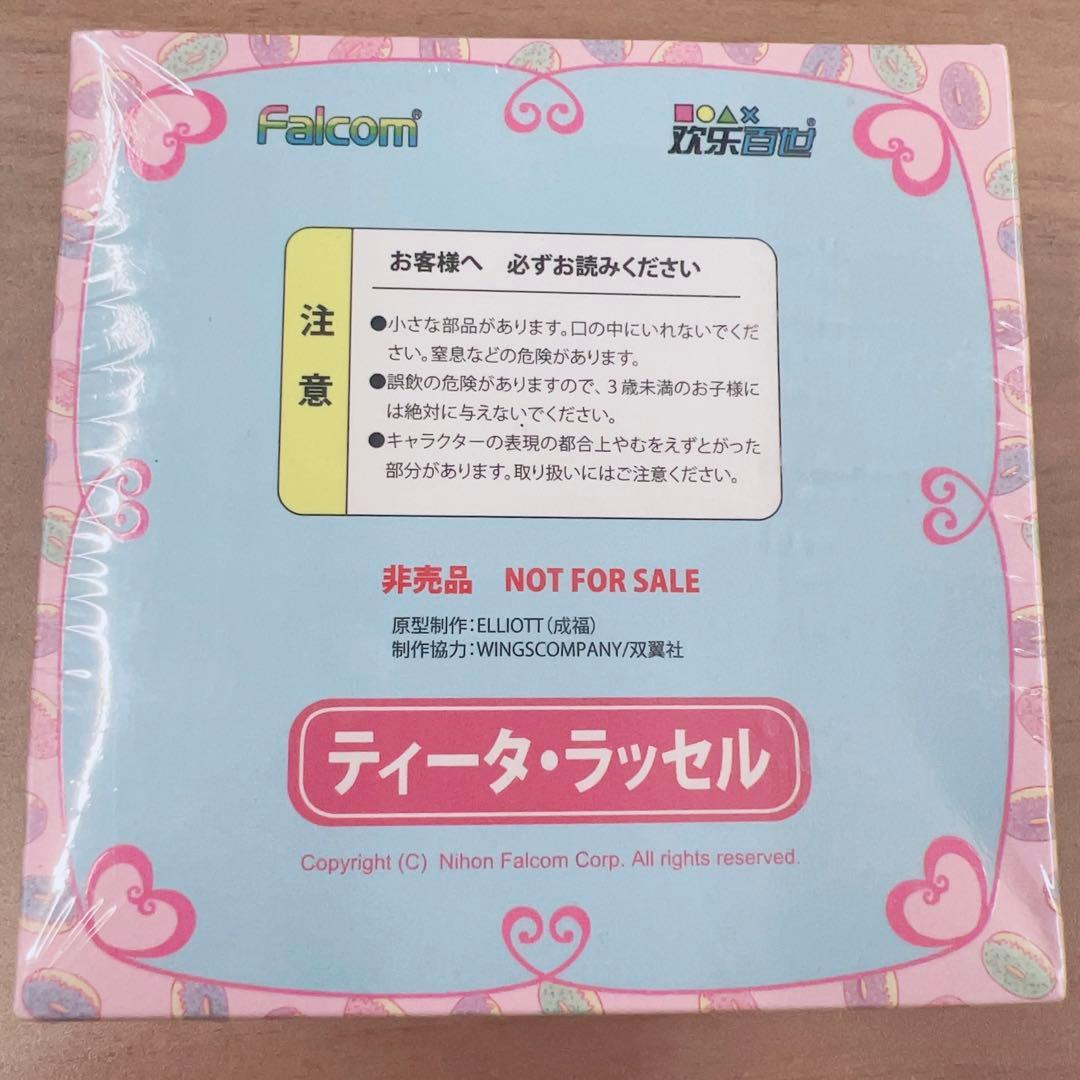 Falcom®
欢乐百世®
注意
お客様へ 必ずお読みください
●小さな部品があります。口の中にいれないでくだ
さい。窒息などの危険があります。
●誤飲の危険がありますので、3歳未満のお子様に
は絶対に与えないでください。
●キャラクターの表現の都合上やむをえずとがった
部分があります。取り扱いにはご注意ください。
非売品 NOT FOR SALE
原型制作：ELLIOTT（成福）
制作協力：WINGSCOMPANY/双翼社
ティータ・ラッセル
Copyright (C) Nihon Falcom Corp. All rights reserved.